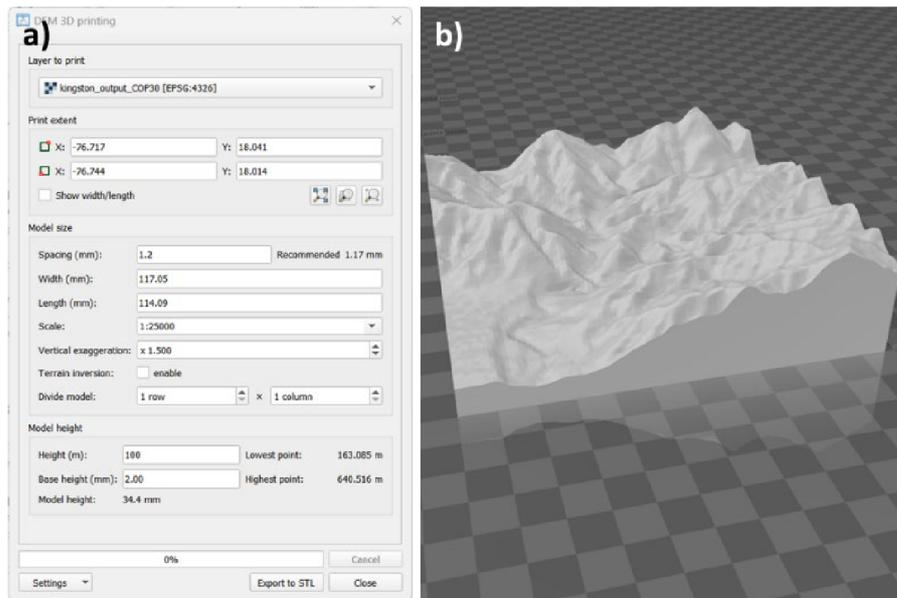 a)
DEM 3D printing
Layer to print
kingston_output_COP30 [EPSG:4326]
Print extent
X: -76.717 Y: 18.041
X: -76.744 Y: 18.014
Show width/length
Model size
Spacing (mm): 1.2 Recommended 1.17 mm
Width (mm): 117.05
Length (mm): 114.09
Scale: 1:25000
Vertical exaggeration: x 1.500
Terrain inversion: enable
Divide model: 1 row × 1 column
Model height
Height (m): 100 Lowest point: 163.085 m
Base height (mm): 2.00 Highest point: 640.516 m
Model height: 34.4 mm
0% Cancel
Settings Export to STL Close
b)